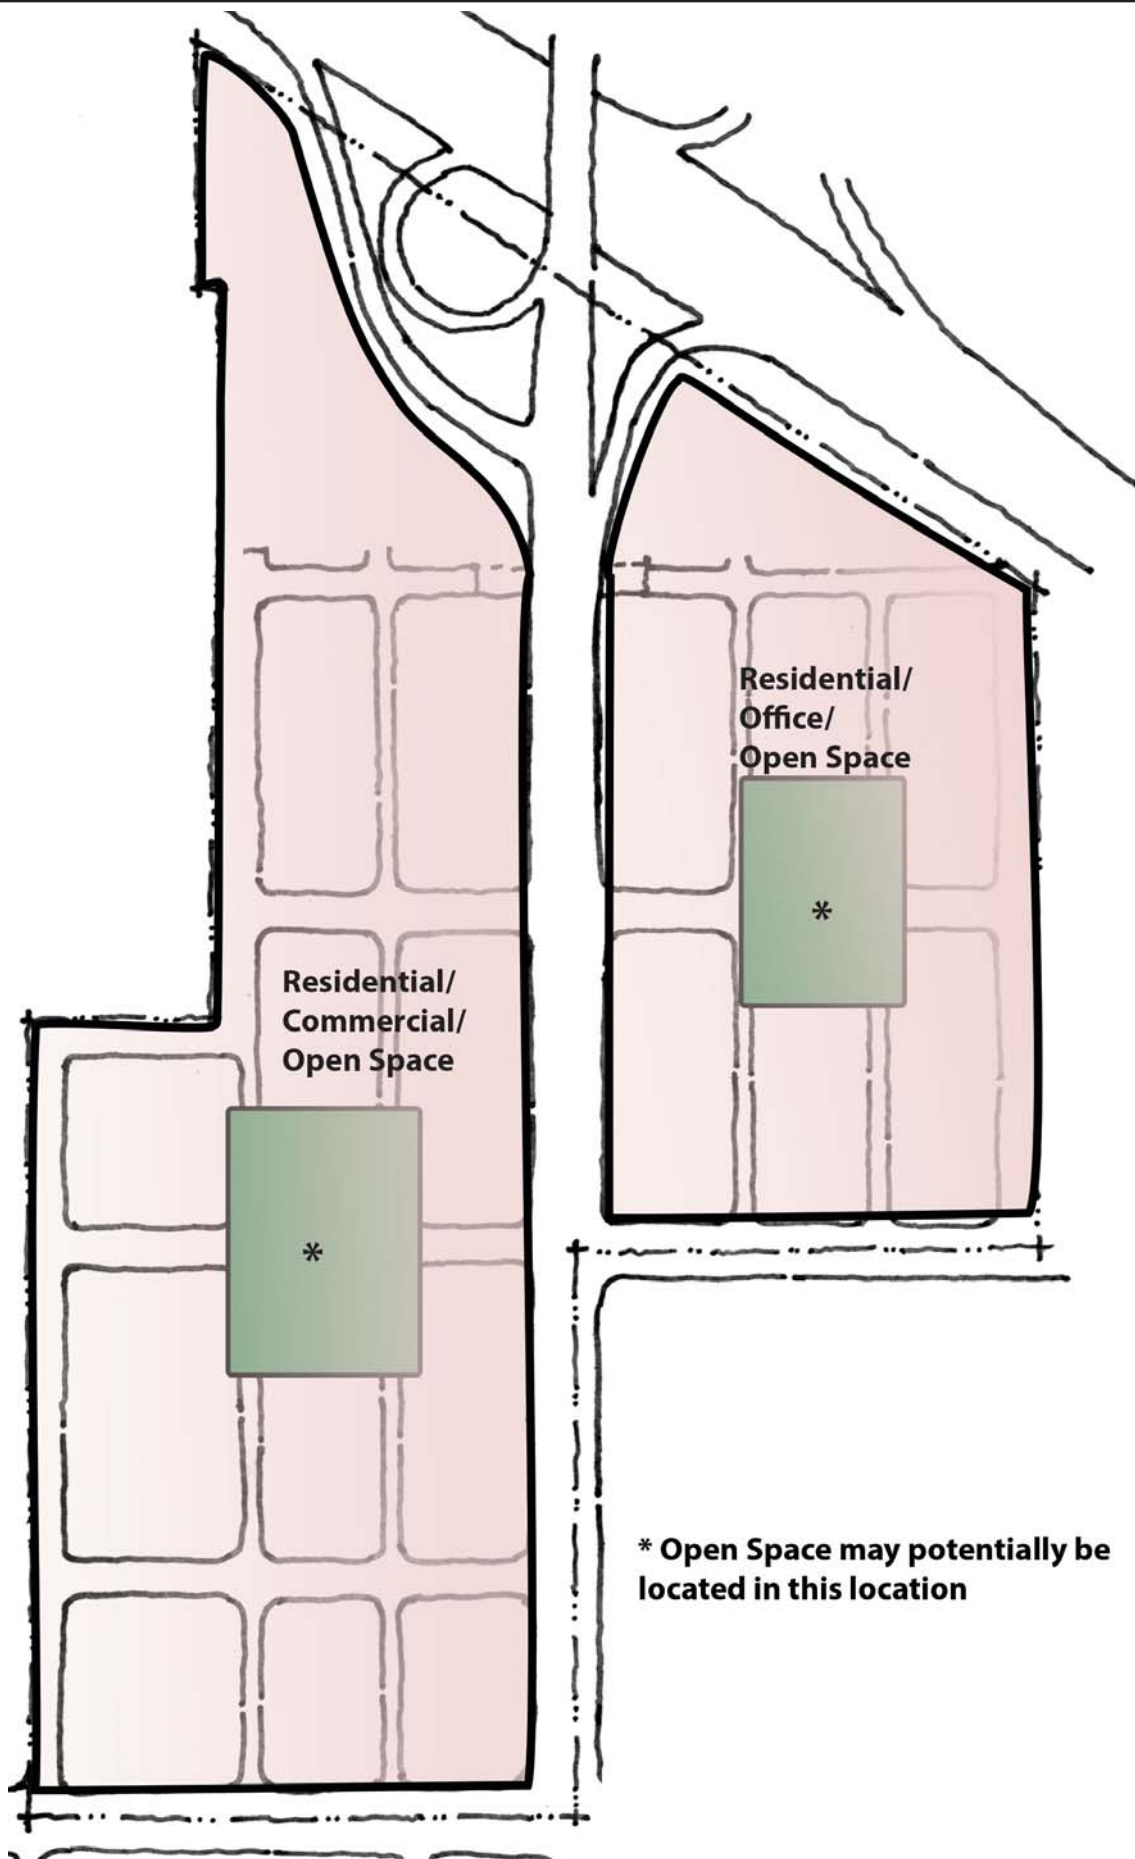 Residential/
Office/
Open Space
*
Residential/
Commercial/
Open Space
*
* Open Space may potentially be
located in this location